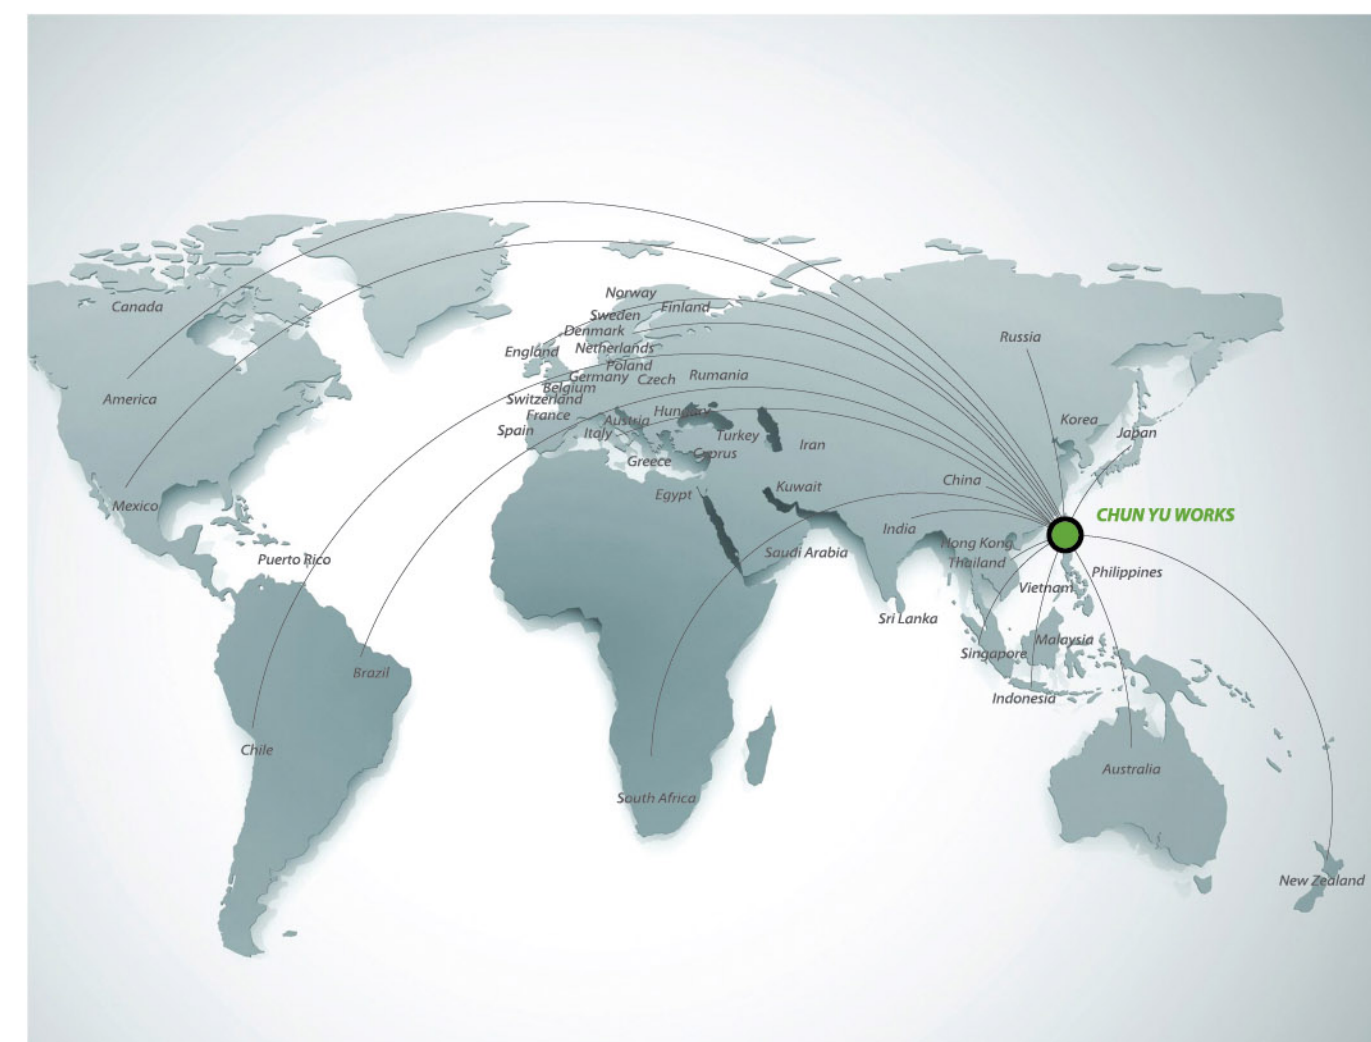 Canada
America
Mexico
Puerto Rico
Brazil
Chile
Norway
Finland
Sweden
Denmark
England
Netherlands
Poland
Germany
Czech
Rumania
Belgium
Switzerland
France
Hungary
Austria
Spain
Italy
Turkey
Greece
Cyprus
Iran
Egypt
Kuwait
Saudi Arabia
South Africa
Russia
Korea
Japan
China
India
CHUN YU WORKS
Hong Kong
Thailand
Philippines
Vietnam
Sri Lanka
Malaysia
Singapore
Indonesia
Australia
New Zealand